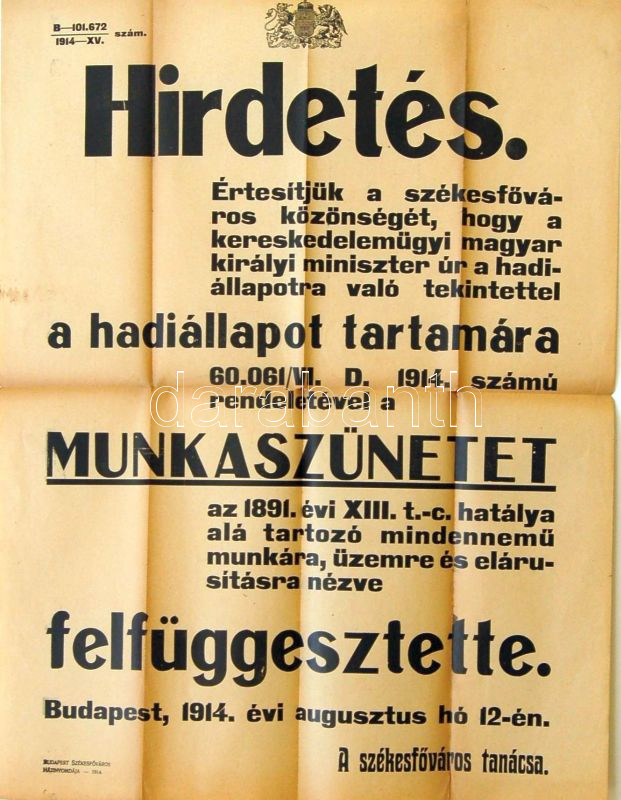 B—101.672
1914—XV. szám.
Hirdetés.
Értesítjük a székesfővá-
ros közönségét, hogy a
kereskedelemügyi magyar
királyi miniszter úr a hadi-
állapotra való tekintettel
a hadiállapot tartamára
60.061/VI. D. 1914. számú
rendeletével a
darabanth
MUNKASZÜNETET
az 1891. évi XIII. t.-c. hatálya
alá tartozó mindennemű
munkára, üzemre és eláru-
sításra nézve
felfüggesztette.
Budapest, 1914. évi augusztus hó 12-én.
A székesfőváros tanácsa.
BUDAPEST SZÉKESFŐVÁROS
HÁZINYOMDÁJA — 1914